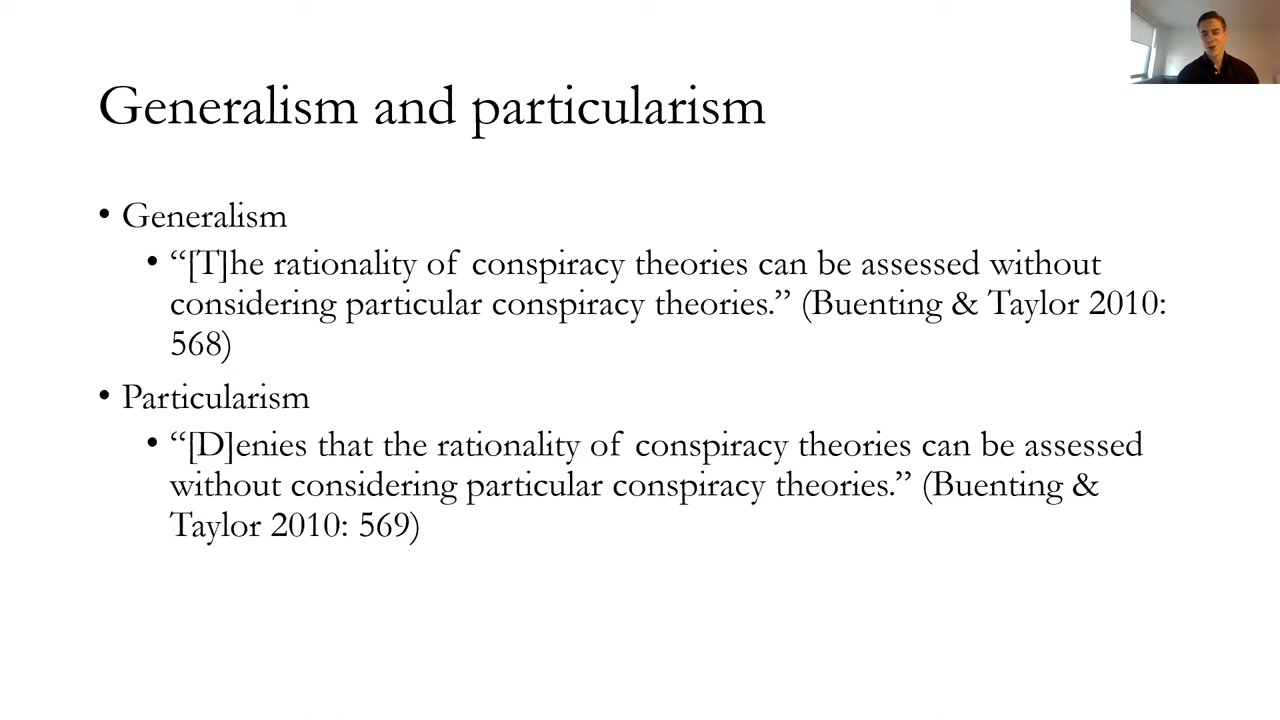 Generalism and particularism
• Generalism
• “[T]he rationality of conspiracy theories can be assessed without
considering particular conspiracy theories.” (Buenting & Taylor 2010:
568)
• Particularism
• “[D]enies that the rationality of conspiracy theories can be assessed
without considering particular conspiracy theories.” (Buenting &
Taylor 2010: 569)